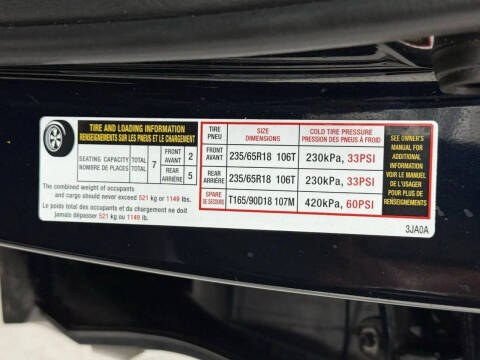 TIRE AND LOADING INFORMATION
RENSEIGNEMENTS SUR LES PNEUS ET LE CHARGEMENT
SEATING CAPACITY TOTAL 7 FRONT AVANT 2
NOMBRE DE PLACES TOTAL REAR ARRIÈRE 5
The combined weight of occupants
and cargo should never exceed 521 kg or 1149 lbs.
Le poids total des occupants et du chargement ne doit
jamais dépasser 521 kg ou 1149 lb.
TIRE PNEU SIZE DIMENSIONS COLD TIRE PRESSURE PRESSION DES PNEUS À FROID
FRONT AVANT 235/65R18 106T 230kPa, 33PSI
REAR ARRIÈRE 235/65R18 106T 230kPa, 33PSI
SPARE DE SECOURS T165/90D18 107M 420kPa, 60PSI
SEE OWNER'S
MANUAL FOR
ADDITIONAL
INFORMATION
VOIR LE MANUEL
DE L'USAGER
POUR PLUS DE
RENSEIGNEMENTS
3JA0A